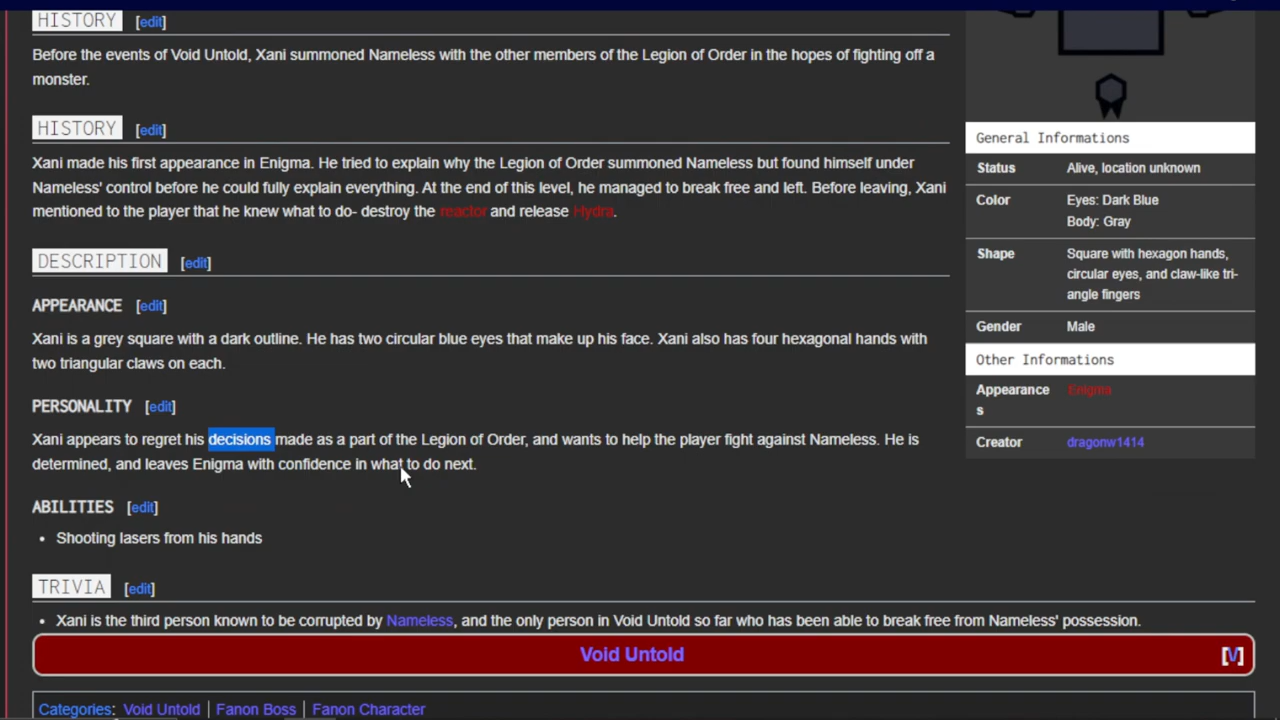 HISTORY [edit]
Before the events of Void Untold, Xani summoned Nameless with the other members of the Legion of Order in the hopes of fighting off a
monster.
HISTORY [edit]
Xani made his first appearance in Enigma. He tried to explain why the Legion of Order summoned Nameless but found himself under
Nameless' control before he could fully explain everything. At the end of this level, he managed to break free and left. Before leaving, Xani
mentioned to the player that he knew what to do- destroy the reactor and release Hydra.
DESCRIPTION [edit]
APPEARANCE [edit]
Xani is a grey square with a dark outline. He has two circular blue eyes that make up his face. Xani also has four hexagonal hands with
two triangular claws on each.
PERSONALITY [edit]
Xani appears to regret his decisions made as a part of the Legion of Order, and wants to help the player fight against Nameless. He is
determined, and leaves Enigma with confidence in what to do next.
ABILITIES [edit]
• Shooting lasers from his hands
TRIVIA [edit]
• Xani is the third person known to be corrupted by Nameless, and the only person in Void Untold so far who has been able to break free from Nameless' possession.
General Informations
Status Alive, location unknown
Color Eyes: Dark Blue
Body: Gray
Shape Square with hexagon hands,
circular eyes, and claw-like tri-
angle fingers
Gender Male
Other Informations
Appearance Enigma
s
Creator dragonw1414
Void Untold [V]
Categories: Void Untold | Fanon Boss | Fanon Character